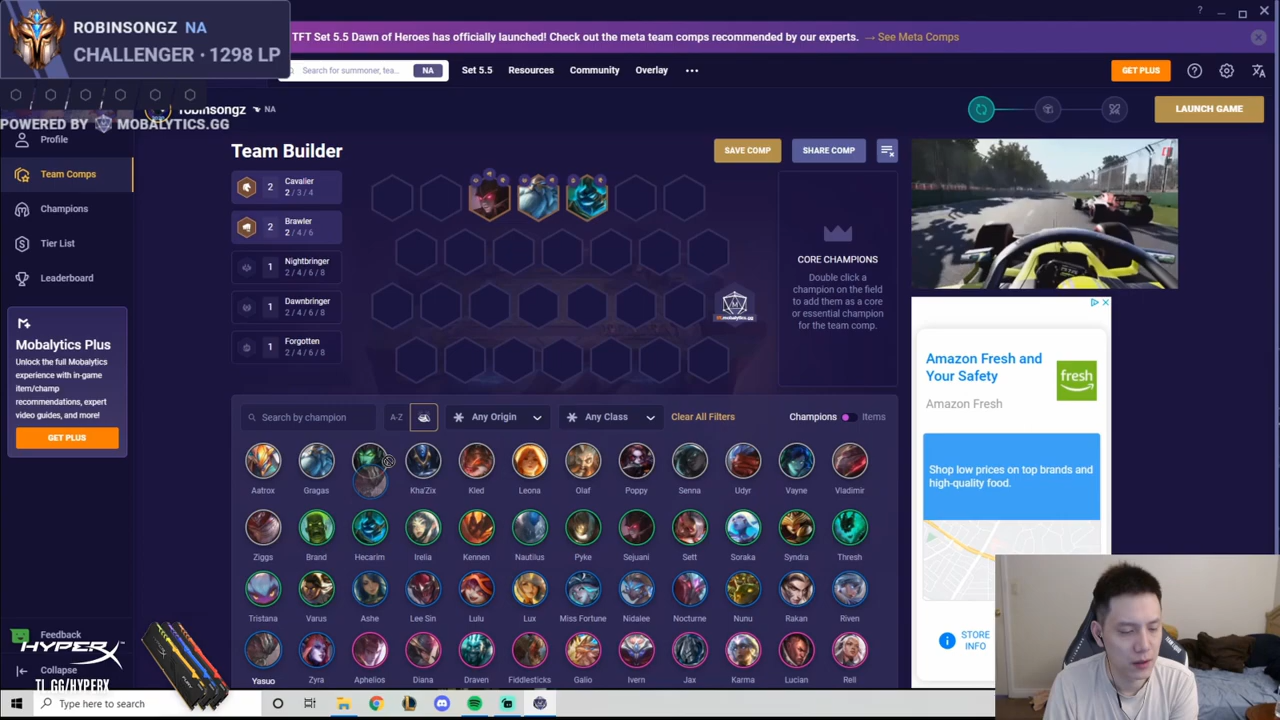 ROBINSONGZ NA
CHALLENGER · 1298 LP
POWERED BY MOBALYTICS.GG
TFT Set 5.5 Dawn of Heroes has officially launched! Check out the meta team comps recommended by our experts. → See Meta Comps
Search for summoner, tea... NA Set 5.5 Resources Community Overlay ••• GET PLUS
robinsongz NA LAUNCH GAME
Profile
Team Comps
Champions
Tier List
Leaderboard
Mobalytics Plus
Unlock the full Mobalytics
experience with in-game
item/champ
recommendations, expert
video guides, and more!
GET PLUS
Feedback
Collapse
HYPERX
TL.GG/HYPERX
Team Builder SAVE COMP SHARE COMP
2 Cavalier
2 / 3 / 4
2 Brawler
2 / 4 / 6
1 Nightbringer
2 / 4 / 6 / 8
1 Dawnbringer
2 / 4 / 6 / 8
1 Forgotten
2 / 4 / 6 / 8
CORE CHAMPIONS
Double click a
champion on the field
to add them as a core
or essential champion
for the team comp.
Search by champion A-Z Any Origin Any Class Clear All Filters Champions Items
Aatrox Gragas Kha'Zix Kled Leona Olaf Poppy Senna Udyr Vayne Vladimir
Ziggs Brand Hecarim Irelia Kennen Nautilus Pyke Sejuani Sett Soraka Syndra Thresh
Tristana Varus Ashe Lee Sin Lulu Lux Miss Fortune Nidalee Nocturne Nunu Rakan Riven
Yasuo Zyra Aphelios Diana Draven Fiddlesticks Galio Ivern Jax Karma Lucian Rell
Amazon Fresh and
Your Safety
Amazon Fresh
fresh
Shop low prices on top brands and
high-quality food.
STORE
INFO
Type here to search